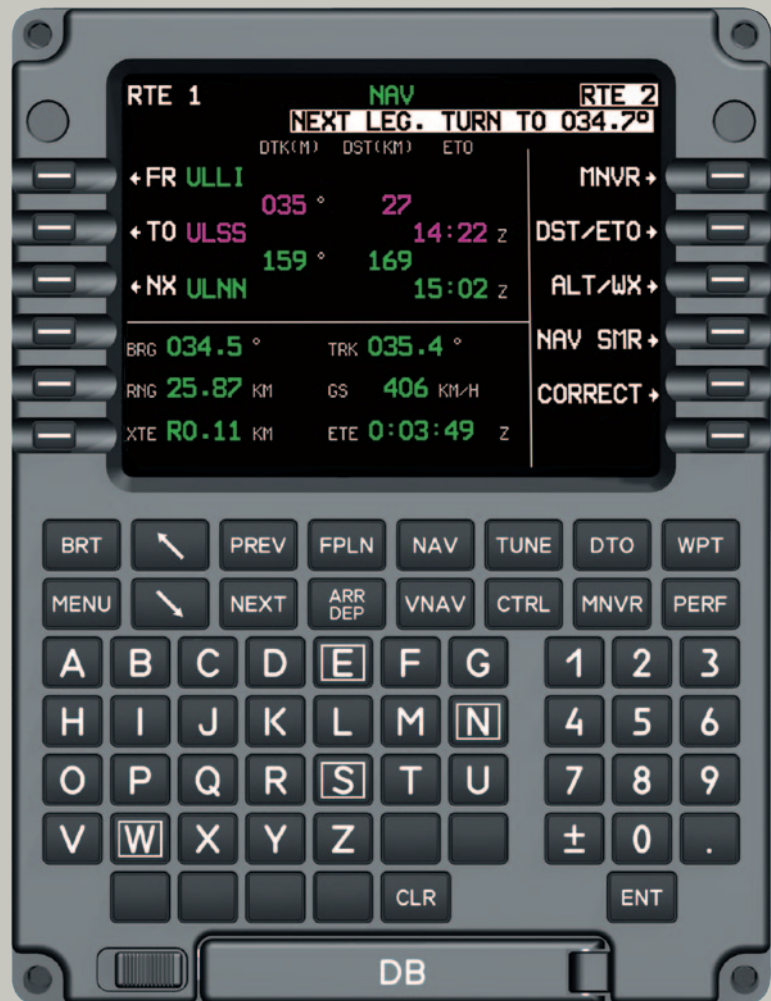 RTE 1 NAV RTE 2
NEXT LEG. TURN TO 034.7°
DTK(M) DST(KM) ETO
←FR ULLI MNVR→
035 ° 27
←TO ULSS 14:22 Z DST/ETO→
159 ° 169
←NX ULNN 15:02 Z ALT/WX→
BRG 034.5 ° TRK 035.4 ° NAV SMR→
RNG 25.87 KM GS 406 KM/H CORRECT→
XTE R0.11 KM ETE 0:03:49 Z
BRT ↖ PREV FPLN NAV TUNE DTO WPT
MENU ↘ NEXT ARR DEP VNAV CTRL MNVR PERF
A B C D E F G 1 2 3
H I J K L M N 4 5 6
O P Q R S T U 7 8 9
V W X Y Z ± 0 .
CLR ENT
DB